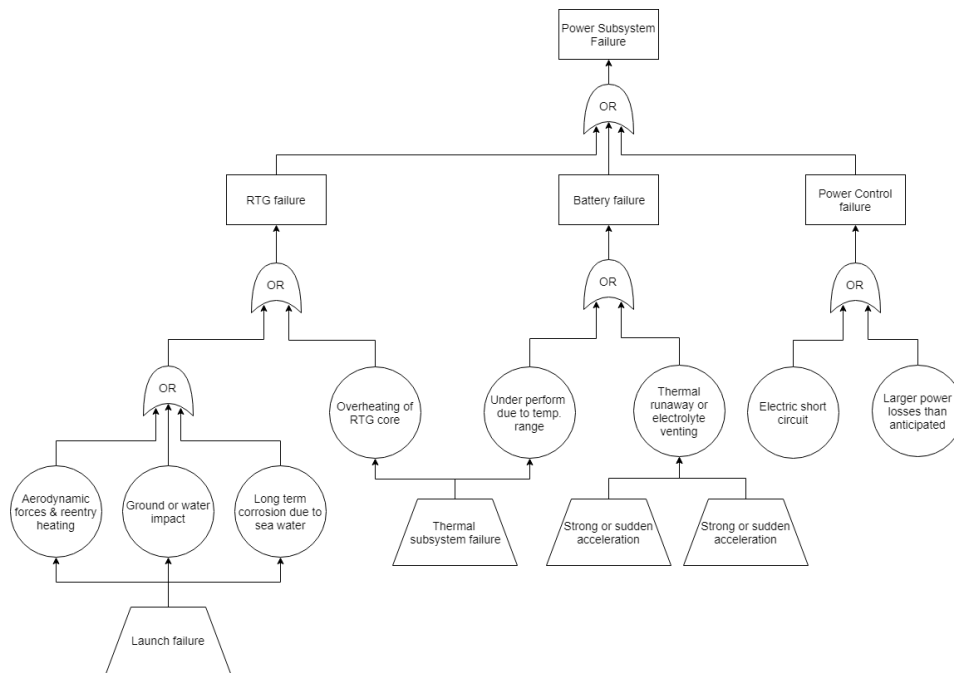 Power Subsystem
Failure
OR
RTG failure
Battery failure
Power Control
failure
OR
OR
OR
OR
Overheating of
RTG core
Under perform
due to temp.
range
Thermal
runaway or
electrolyte
venting
Electric short
circuit
Larger power
losses than
anticipated
Aerodynamic
forces & reentry
heating
Ground or water
impact
Long term
corrosion due to
sea water
Thermal
subsystem failure
Strong or sudden
acceleration
Strong or sudden
acceleration
Launch failure